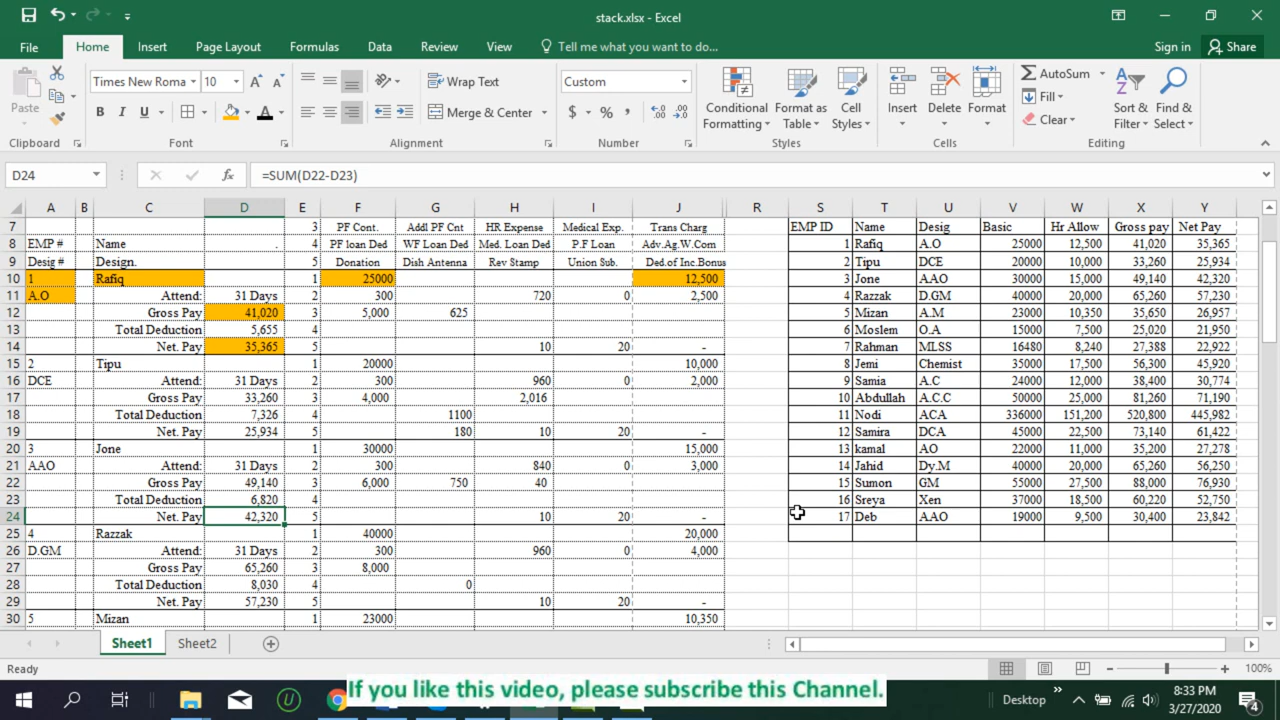 stack.xlsx - Excel
File Home Insert Page Layout Formulas Data Review View Tell me what you want to do... Sign in Share
Paste Times New Roma 10 Wrap Text Custom AutoSum
B I U Merge & Center $ % , Conditional Formatting Format as Table Cell Styles Insert Delete Format Fill Clear Sort & Filter Find & Select
Clipboard Font Alignment Number Styles Cells Editing
D24 fx =SUM(D22-D23)
A B C D E F G H I J R S T U V W X Y
7 3 PF Cont. Addl PF Cnt HR Expense Medical Exp. Trans Charg EMP ID Name Desig Basic Hr Allow Gross pay Net Pay
8 EMP # Name . 4 PF loan Ded WF Loan Ded Med. Loan Ded P.F Loan Adv.Ag.W.Com 1 Rafiq A.O 25000 12,500 41,020 35,365
9 Desig # Design. 5 Donation Dish Antenna Rev Stamp Union Sub. Ded.of Inc.Bonus 2 Tipu DCE 20000 10,000 33,260 25,934
10 1 Rafiq 1 25000 12,500 3 Jone AAO 30000 15,000 49,140 42,320
11 A.O Attend: 31 Days 2 300 720 0 2,500 4 Razzak D.GM 40000 20,000 65,260 57,230
12 Gross Pay 41,020 3 5,000 625 5 Mizan A.M 23000 10,350 35,650 26,957
13 Total Deduction 5,655 4 6 Moslem O.A 15000 7,500 25,020 21,950
14 Net. Pay 35,365 5 10 20 - 7 Rahman MLSS 16480 8,240 27,388 22,922
15 2 Tipu 1 20000 10,000 8 Jemi Chemist 35000 17,500 56,300 45,920
16 DCE Attend: 31 Days 2 300 960 0 2,000 9 Samia A.C 24000 12,000 38,400 30,774
17 Gross Pay 33,260 3 4,000 2,016 10 Abdullah A.C.C 50000 25,000 81,260 71,190
18 Total Deduction 7,326 4 1100 11 Nodi ACA 336000 151,200 520,800 445,982
19 Net. Pay 25,934 5 180 10 20 - 12 Samira DCA 45000 22,500 73,140 61,422
20 3 Jone 1 30000 15,000 13 kamal AO 22000 11,000 35,200 27,278
21 AAO Attend: 31 Days 2 300 840 0 3,000 14 Jahid Dy.M 40000 20,000 65,260 56,250
22 Gross Pay 49,140 3 6,000 750 40 15 Sumon GM 55000 27,500 88,000 76,930
23 Total Deduction 6,820 4 16 Sreya Xen 37000 18,500 60,220 52,750
24 Net. Pay 42,320 5 10 20 - 17 Deb AAO 19000 9,500 30,400 23,842
25 4 Razzak 1 40000 20,000
26 D.GM Attend: 31 Days 2 300 960 0 4,000
27 Gross Pay 65,260 3 8,000
28 Total Deduction 8,030 4 0
29 Net. Pay 57,230 5 10 20 -
30 5 Mizan 1 23000 10,350
Sheet1 Sheet2
Ready 100%
If you like this video, please subscribe this Channel.
Desktop 8:33 PM
3/27/2020 4